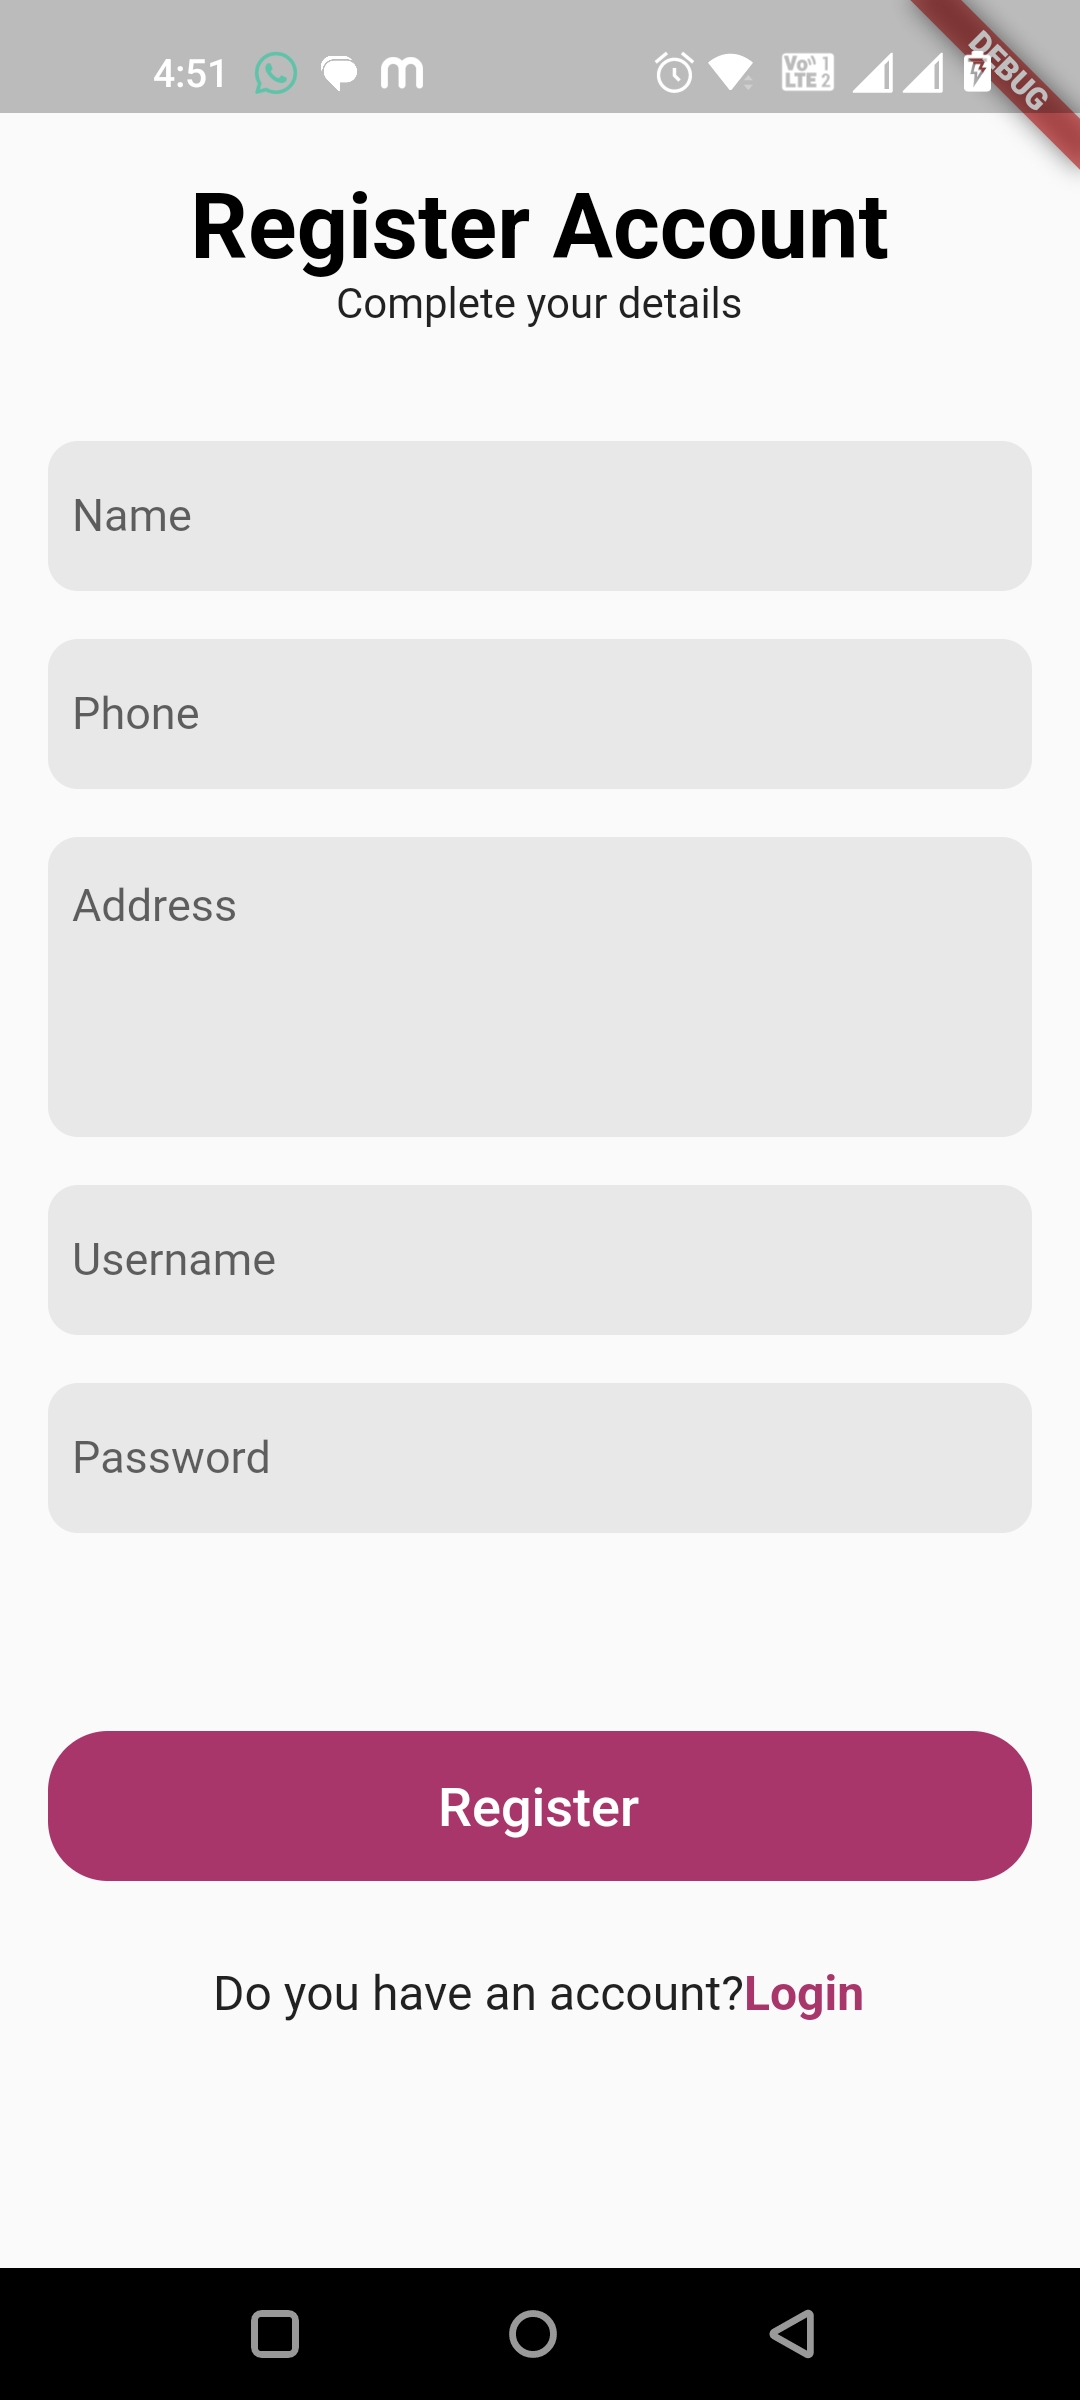 4:51
Vo 1
LTE 2
DEBUG
Register Account
Complete your details
Name
Phone
Address
Username
Password
Register
Do you have an account?Login